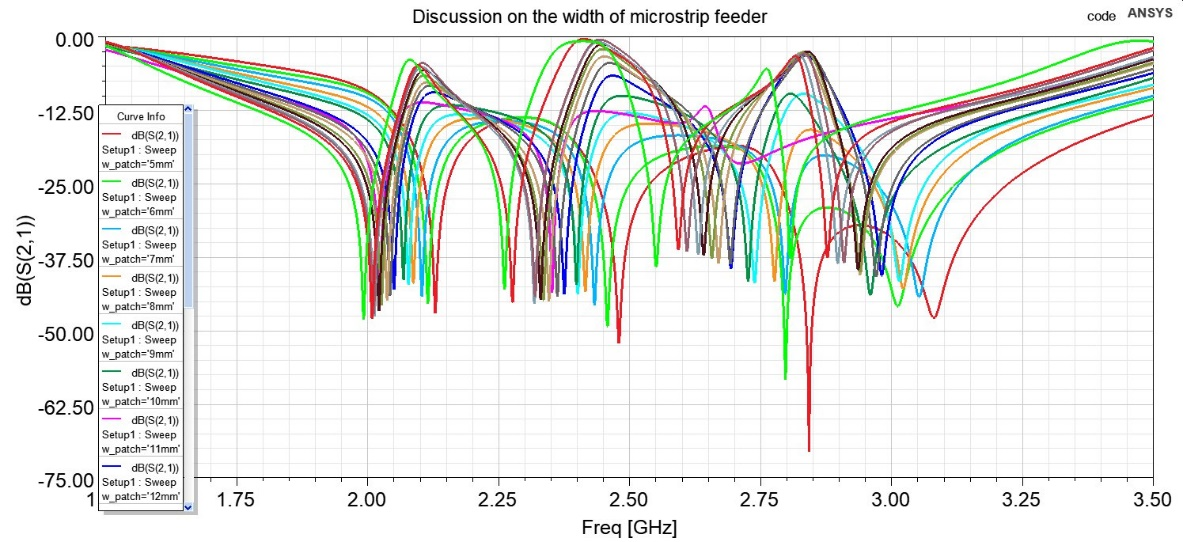 Discussion on the width of microstrip feeder
code ANSYS
dB(S(2,1))
0.00
-12.50
-25.00
-37.50
-50.00
-62.50
-75.00
Curve Info
dB(S(2,1))
Setup1 : Sweep
w_patch='5mm'
dB(S(2,1))
Setup1 : Sweep
w_patch='6mm'
dB(S(2,1))
Setup1 : Sweep
w_patch='7mm'
dB(S(2,1))
Setup1 : Sweep
w_patch='8mm'
dB(S(2,1))
Setup1 : Sweep
w_patch='9mm'
dB(S(2,1))
Setup1 : Sweep
w_patch='10mm'
dB(S(2,1))
Setup1 : Sweep
w_patch='11mm'
dB(S(2,1))
Setup1 : Sweep
w_patch='12mm'
1 1.75 2.00 2.25 2.50 2.75 3.00 3.25 3.50
Freq [GHz]